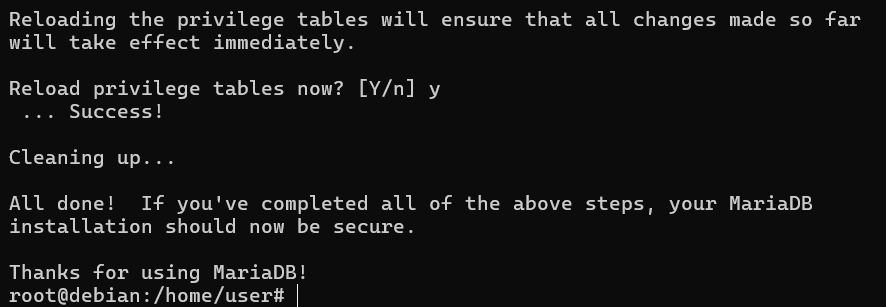 Reloading the privilege tables will ensure that all changes made so far
will take effect immediately.
Reload privilege tables now? [Y/n] y
 ... Success!
Cleaning up...
All done!  If you've completed all of the above steps, your MariaDB
installation should now be secure.
Thanks for using MariaDB!
root@debian:/home/user#